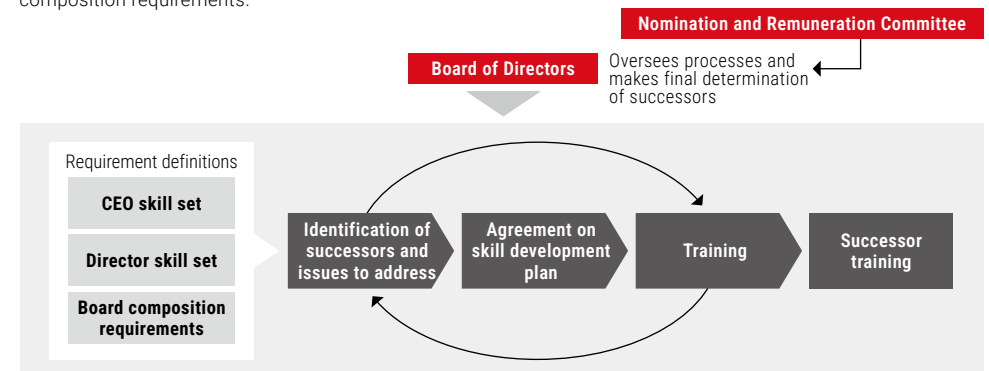 composition requirements.
Nomination and Remuneration Committee
Board of Directors
Oversees processes and
makes final determination
of successors
Requirement definitions
CEO skill set
Director skill set
Board composition
requirements
Identification of
successors and
issues to address
Agreement on
skill development
plan
Training
Successor
training